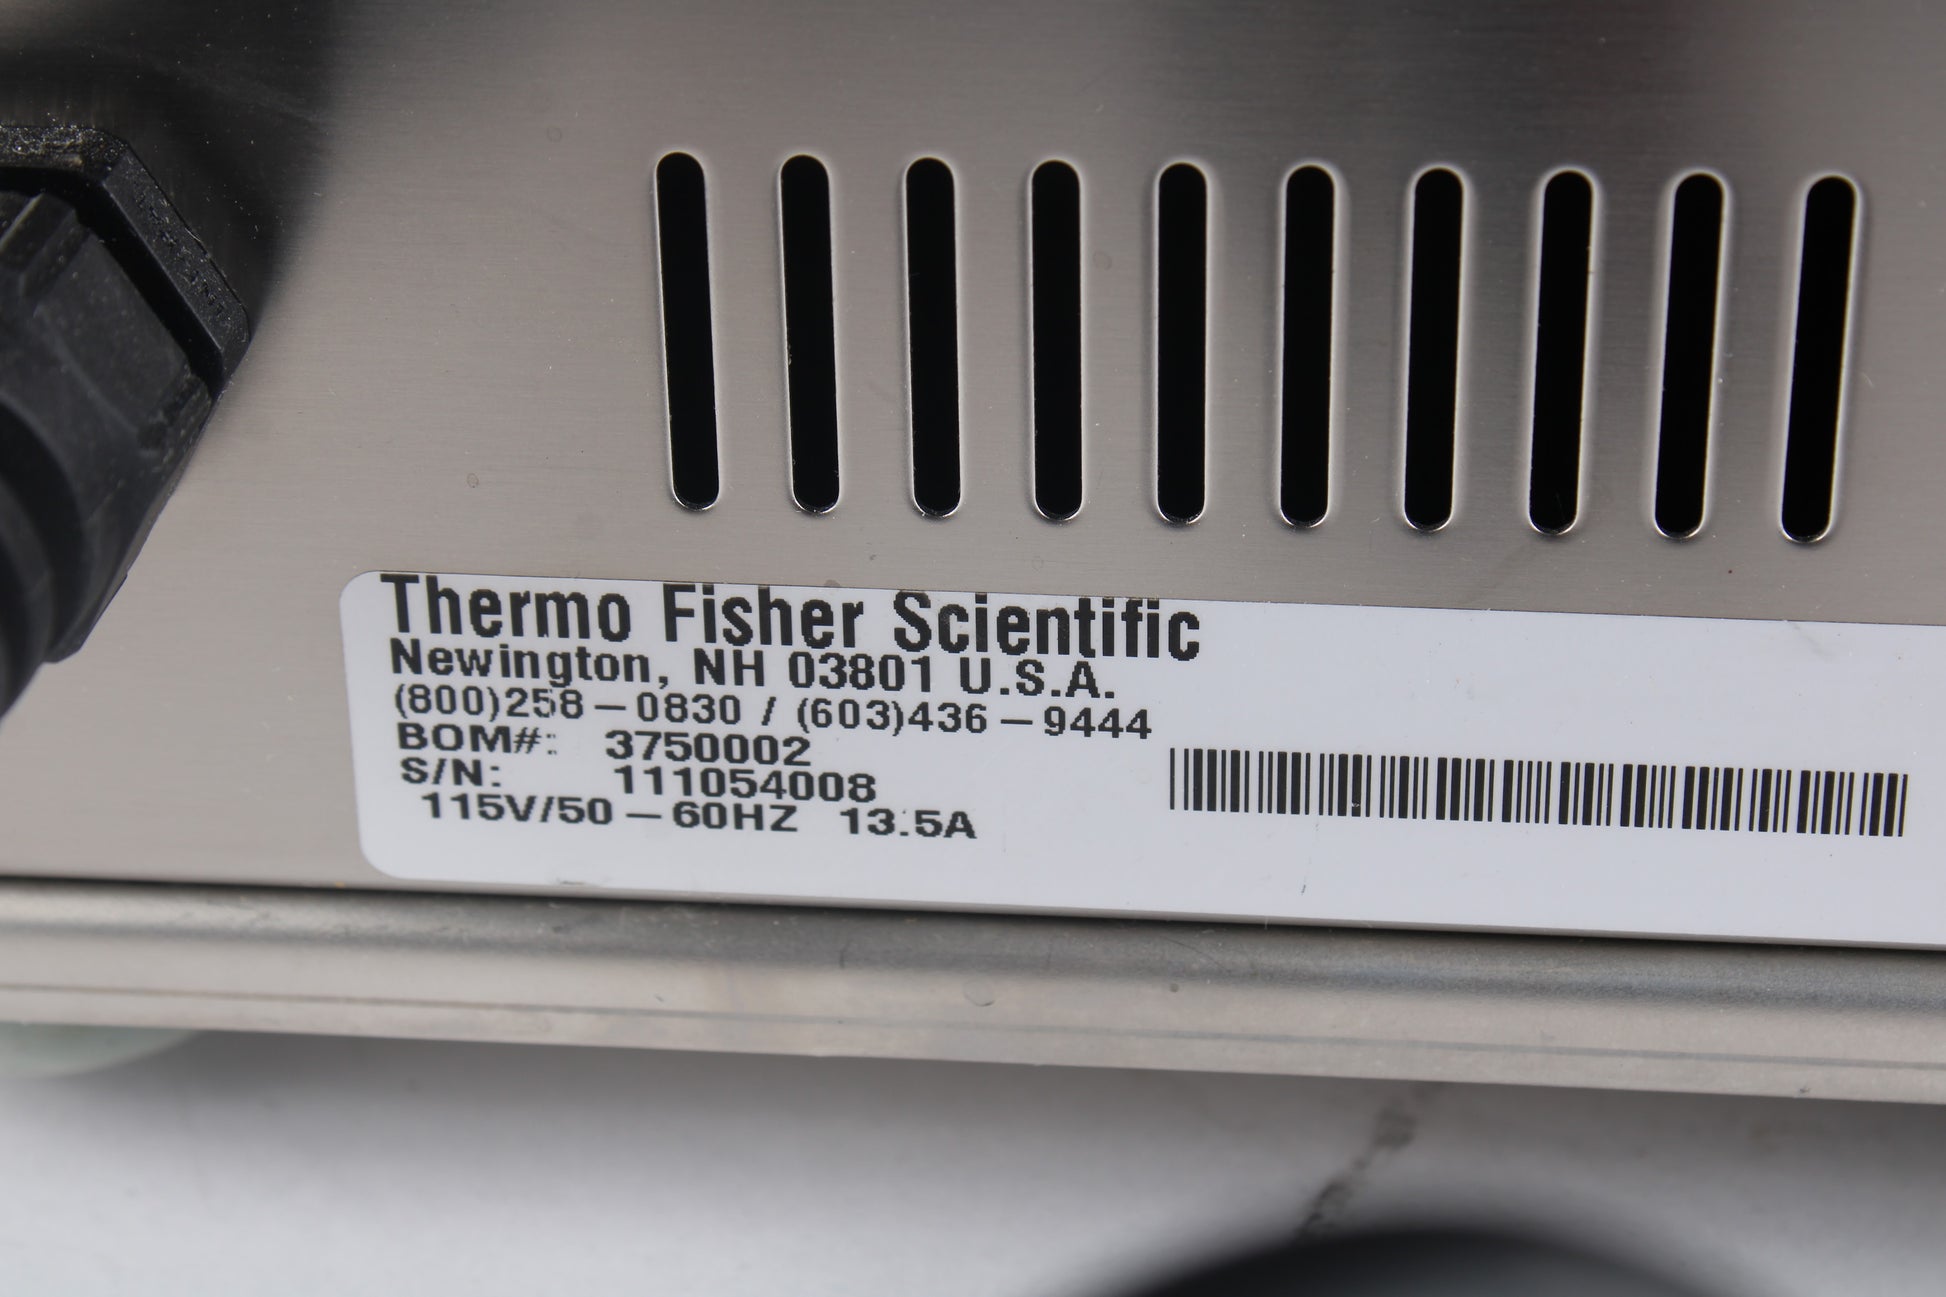 Thermo Fisher Scientific
Newington, NH 03801 U.S.A.
(800)258-0830 / (603)436-9444
BOM#: 3750002
S/N: 111054008
115V/50-60HZ 13.5A